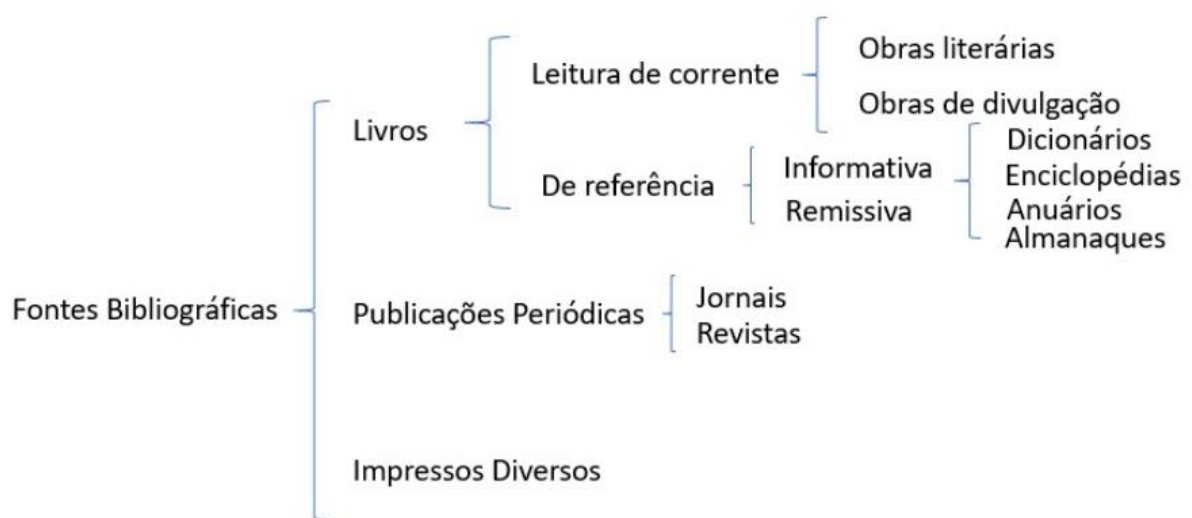 Obras literárias
Leitura de corrente
Obras de divulgação
Livros
Dicionários
Informativa
Enciclopédias
De referência
Remissiva
Anuários
Almanaques
Jornais
Fontes Bibliográficas
Publicações Periódicas
Revistas
Impressos Diversos